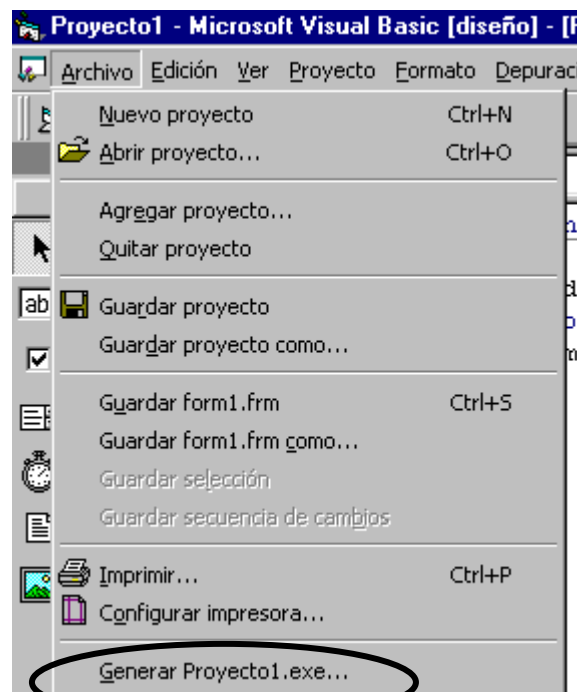 Proyecto1 - Microsoft Visual Basic [diseño] - [F
Archivo Edición Ver Proyecto Formato Depuraci
Nuevo proyecto Ctrl+N
Abrir proyecto... Ctrl+O
Agregar proyecto...
Quitar proyecto
Guardar proyecto
Guardar proyecto como...
Guardar form1.frm Ctrl+S
Guardar form1.frm como...
Guardar selección
Guardar secuencia de cambios
Imprimir... Ctrl+P
Configurar impresora...
Generar Proyecto1.exe...
ab